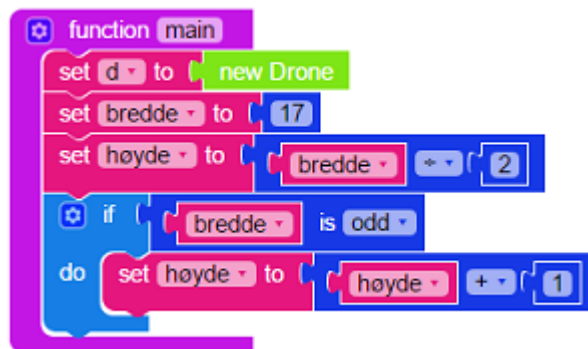 function main
set d to new Drone
set bredde to 17
set høyde to bredde ÷ 2
if bredde is odd
do set høyde to høyde + 1